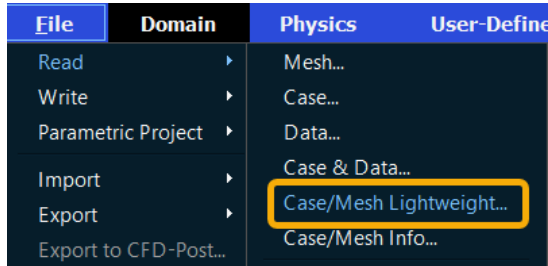 File Domain Physics User-Define
Read
Write
Parametric Project
Import
Export
Export to CFD-Post...
Mesh...
Case...
Data...
Case & Data...
Case/Mesh Lightweight...
Case/Mesh Info...